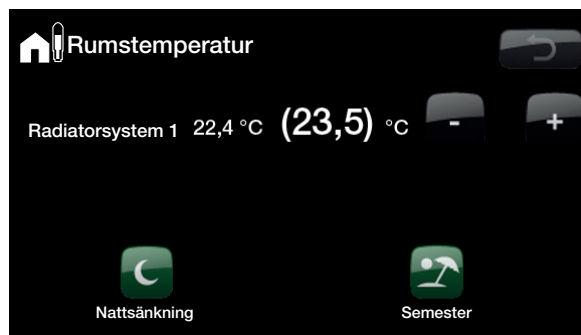 Rumstemperatur
Radiatorsystem 1 22,4 °C (23,5) °C - +
Nattsänkning Semester